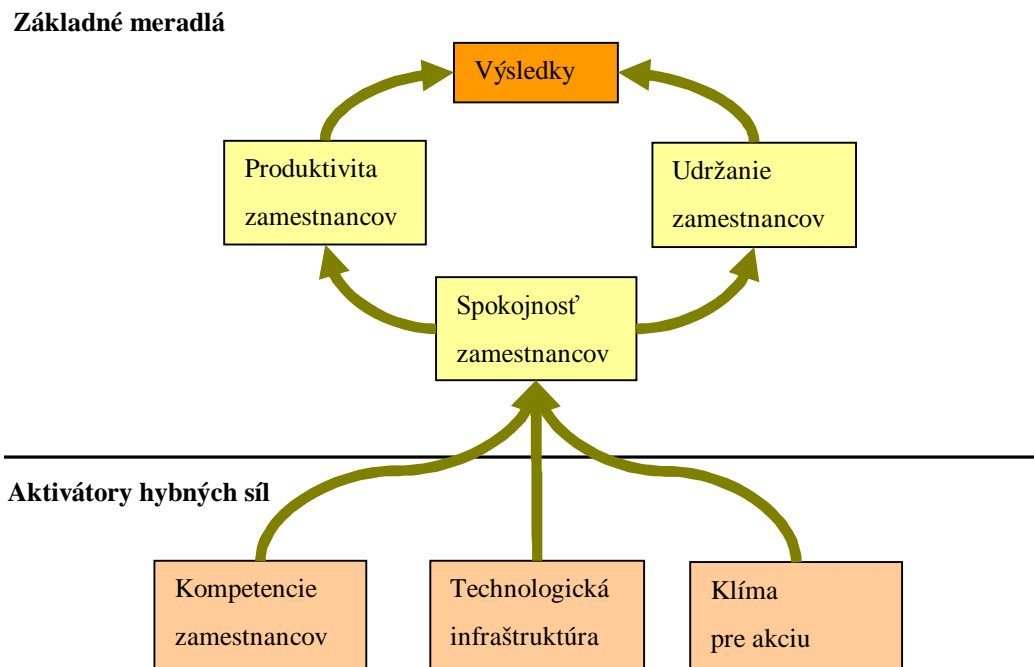 Základné meradlá
Výsledky
Produktivita
zamestnancov
Udržanie
zamestnancov
Spokojnosť
zamestnancov
Aktivátory hybných síl
Kompetencie
zamestnancov
Technologická
infraštruktúra
Klíma
pre akciu